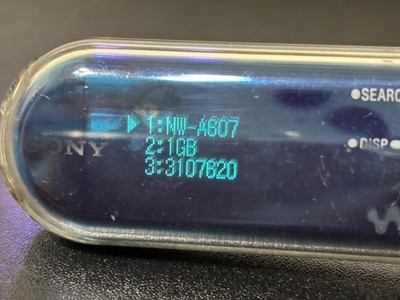 ●SEARC
SONY
1:NW-A607
2:1GB
3:3107620
●DISP